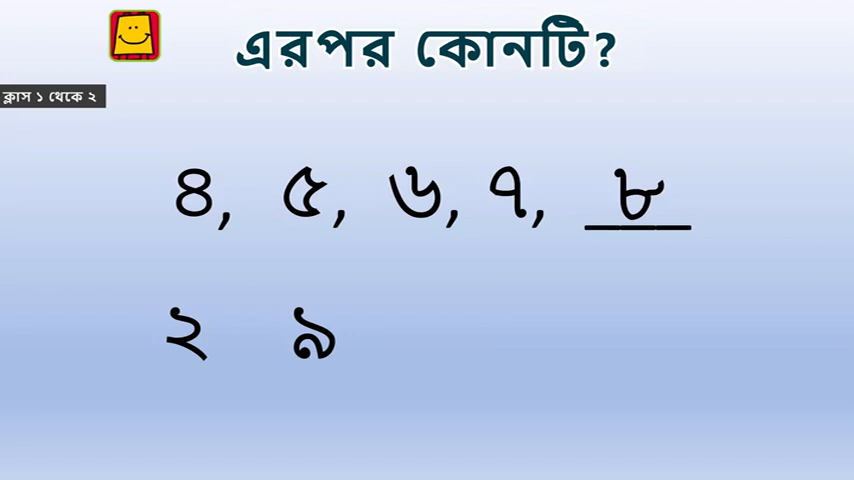 এরপর কোনটি?
ক্লাস ১ থেকে ২
৪, ৫, ৬, ৭, ৮
২ ৯